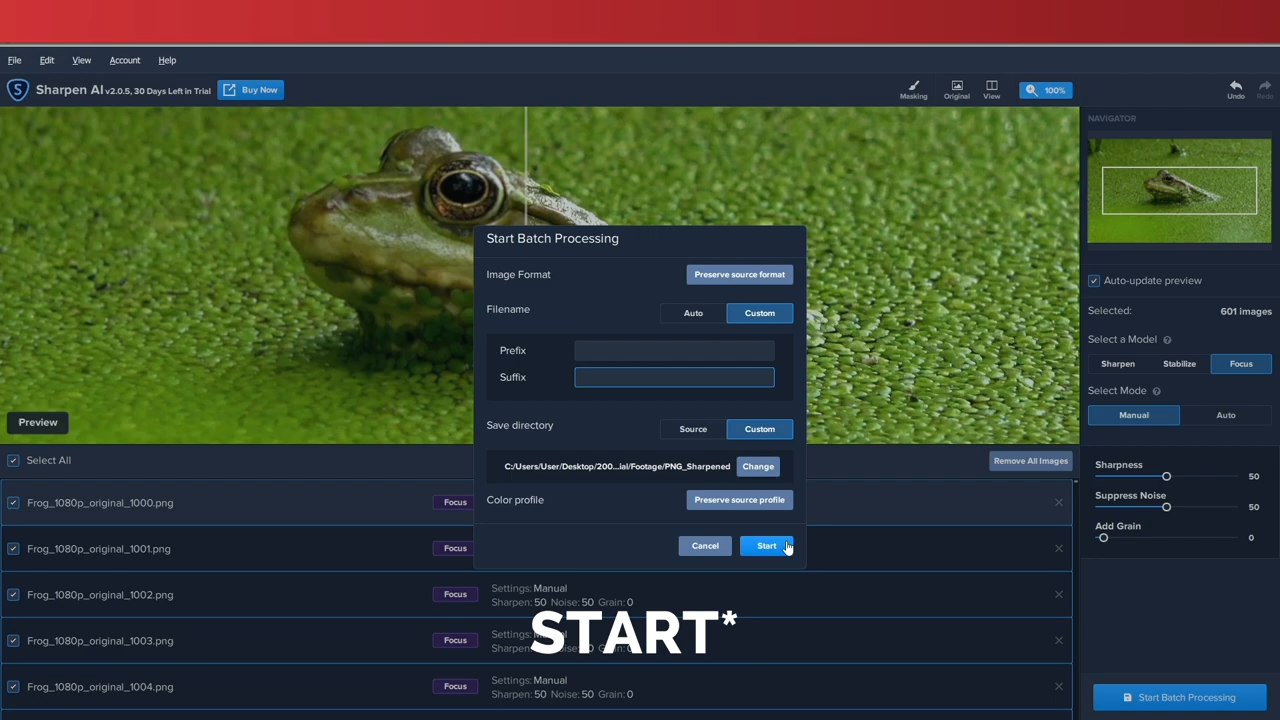 File Edit View Account Help
Sharpen AI v2.0.5, 30 Days Left in Trial Buy Now Masking Original View 100% Undo Redo
NAVIGATOR
Start Batch Processing
Image Format Preserve source format
Filename Auto Custom
Prefix
Suffix
Save directory Source Custom
C:/Users/User/Desktop/200...ial/Footage/PNG_Sharpened Change
Color profile Preserve source profile
Cancel Start
Preview
Auto-update preview
Selected: 601 images
Select a Model
Sharpen Stabilize Focus
Select Mode
Manual Auto
Sharpness 50
Suppress Noise 50
Add Grain 0
Select All Remove All Images
Frog_1080p_original_1000.png Focus
Frog_1080p_original_1001.png Focus
Frog_1080p_original_1002.png Focus Settings: Manual
Sharpen: 50 Noise: 50 Grain: 0
START*
Frog_1080p_original_1003.png Focus
Frog_1080p_original_1004.png Focus Settings: Manual
Sharpen: 50 Noise: 50 Grain: 0
Start Batch Processing